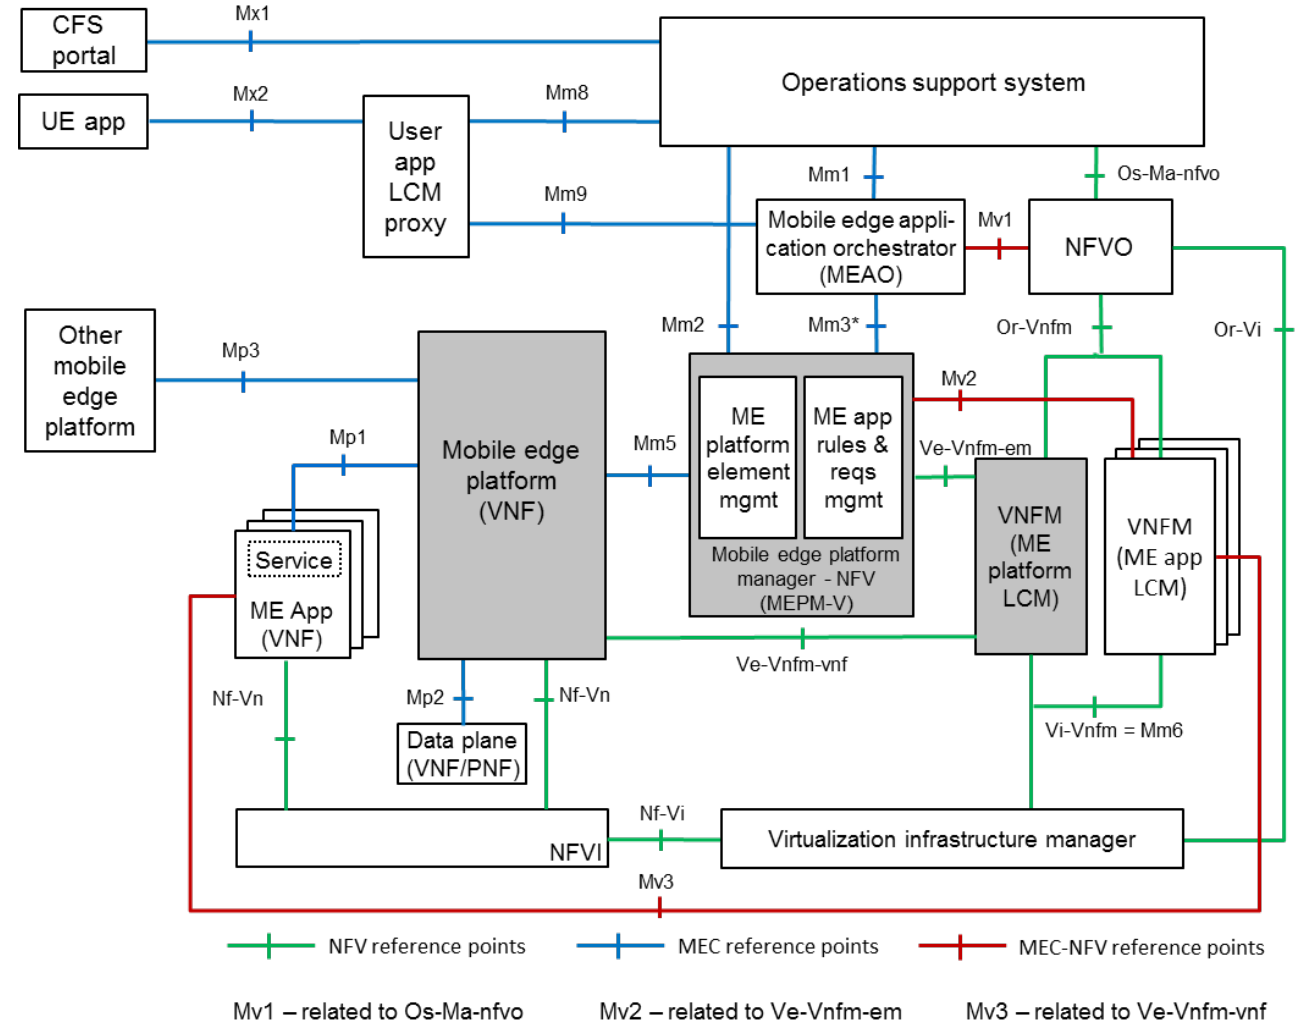 CFS
portal
Mx1
Operations support system
UE app
Mx2
User
app
LCM
proxy
Mm8
Mm9
Mm1
Os-Ma-nfvo
Mobile edge appli-
cation orchestrator
(MEAO)
Mv1
NFVO
Other
mobile
edge
platform
Mp3
Mm2
Mm3*
Or-Vnfm
Or-Vi
Mobile edge
platform
(VNF)
Mp1
Mm5
ME
platform
element
mgmt
ME app
rules &
reqs
mgmt
Mobile edge platform
manager - NFV
(MEPM-V)
Mv2
Ve-Vnfm-em
VNFM
(ME
platform
LCM)
VNFM
(ME app
LCM)
Service
ME App
(VNF)
Ve-Vnfm-vnf
Nf-Vn
Mp2
Nf-Vn
Data plane
(VNF/PNF)
Vi-Vnfm = Mm6
NFVI
Nf-Vi
Virtualization infrastructure manager
Mv3
NFV reference points
MEC reference points
MEC-NFV reference points
Mv1 – related to Os-Ma-nfvo
Mv2 – related to Ve-Vnfm-em
Mv3 – related to Ve-Vnfm-vnf